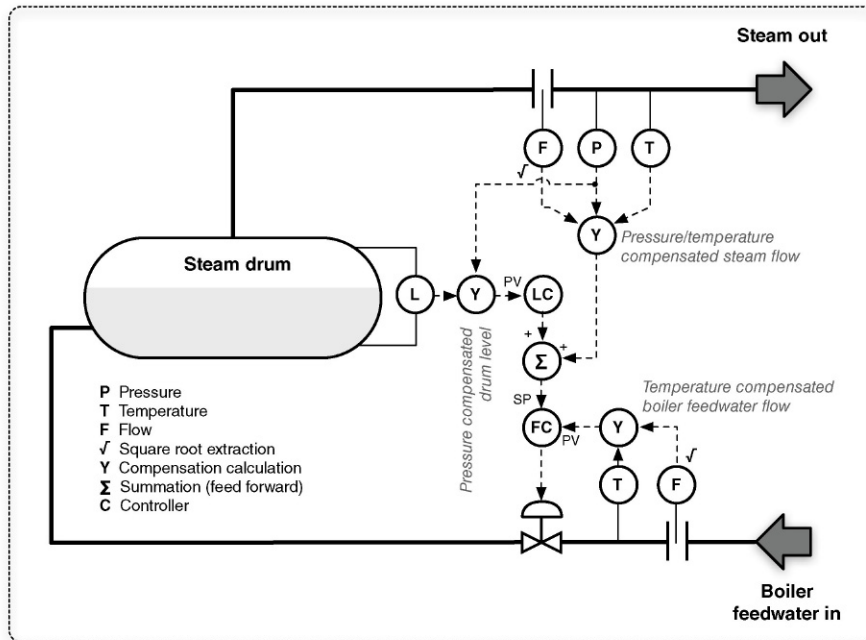 Steam out
F
P
T
√
Y
Pressure/temperature
compensated steam flow
Steam drum
L
Y
PV
LC
Pressure compensated
drum level
+
+
Σ
SP
Temperature compensated
boiler feedwater flow
FC
PV
Y
√
T
F
P Pressure
T Temperature
F Flow
√ Square root extraction
Y Compensation calculation
Σ Summation (feed forward)
C Controller
Boiler
feedwater in